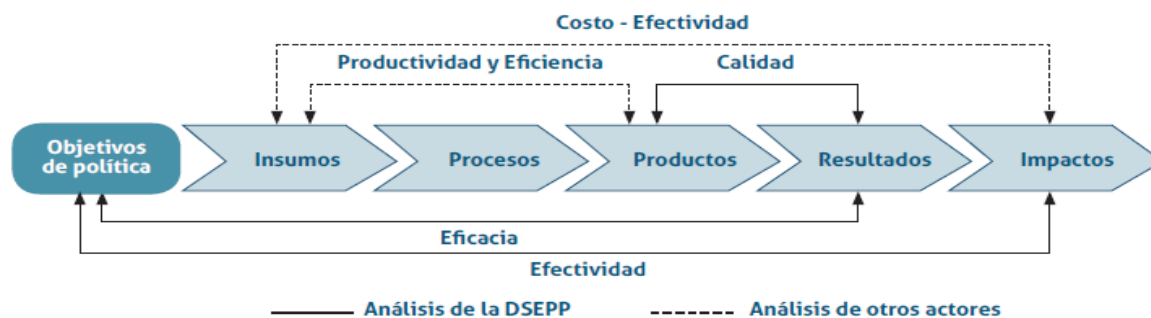 Costo - Efectividad
Productividad y Eficiencia
Calidad
Objetivos
de política
Insumos
Procesos
Productos
Resultados
Impactos
Eficacia
Efectividad
Análisis de la DSEPP
Análisis de otros actores